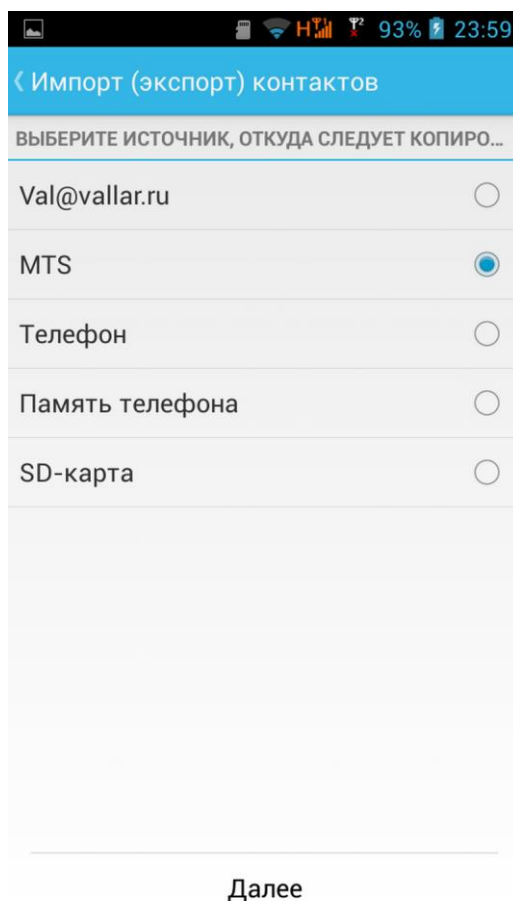 H 2 93% 23:59
Импорт (экспорт) контактов
ВЫБЕРИТЕ ИСТОЧНИК, ОТКУДА СЛЕДУЕТ КОПИРО...
Val@vallar.ru
MTS
Телефон
Память телефона
SD-карта
Далее